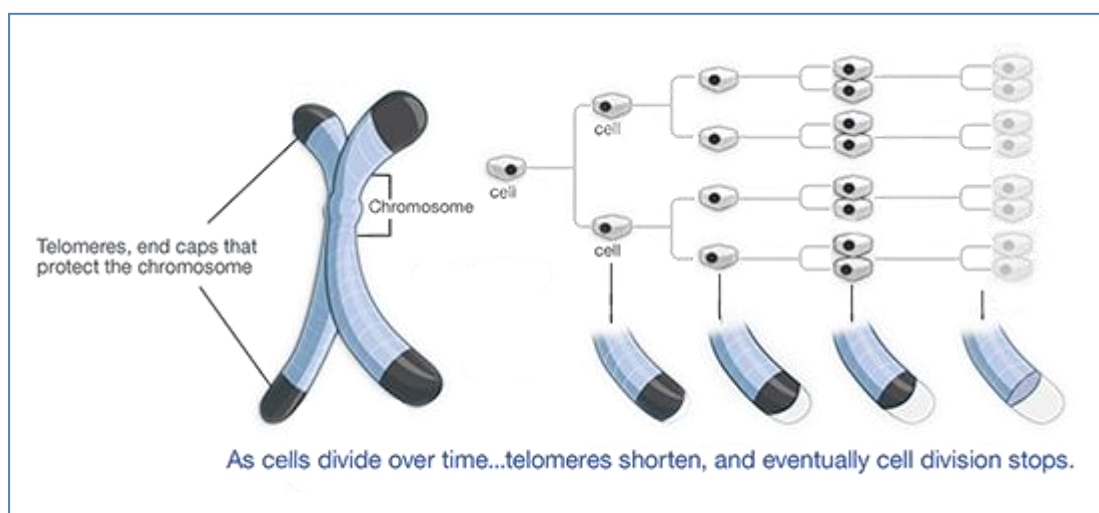 cell
cell
Chromosome
cell
Telomeres, end caps that
protect the chromosome
As cells divide over time...telomeres shorten, and eventually cell division stops.